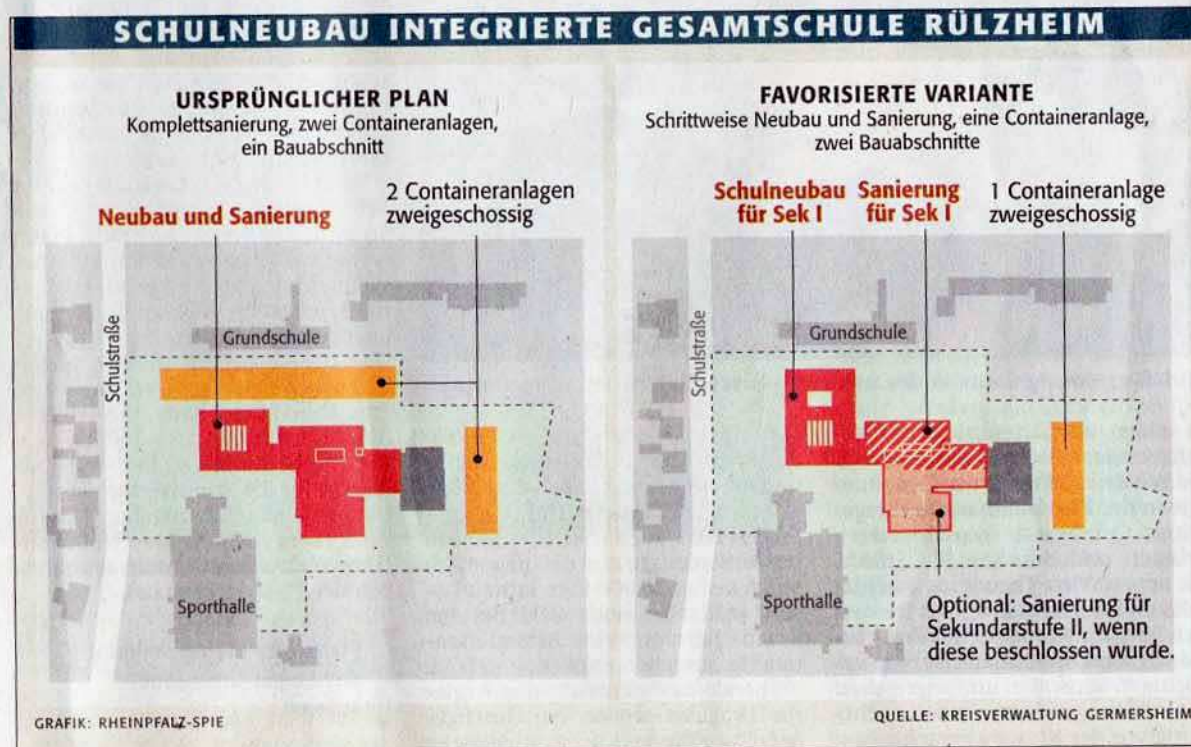 SCHULNEUBAU INTEGRIERTE GESAMTSCHULE RÜLZHEIM
URSPRÜNGLICHER PLAN
Komplettsanierung, zwei Containeranlagen,
ein Bauabschnitt
Neubau und Sanierung
2 Containeranlagen
zweigeschossig
Schulstraße
Grundschule
Sporthalle
FAVORISIERTE VARIANTE
Schrittweise Neubau und Sanierung, eine Containeranlage,
zwei Bauabschnitte
Schulneubau
für Sek I
Sanierung
für Sek I
1 Containeranlage
zweigeschossig
Schulstraße
Grundschule
Sporthalle
Optional: Sanierung für
Sekundarstufe II, wenn
diese beschlossen wurde.
GRAFIK: RHEINPFALZ-SPIE
QUELLE: KREISVERWALTUNG GERMERSHEIM